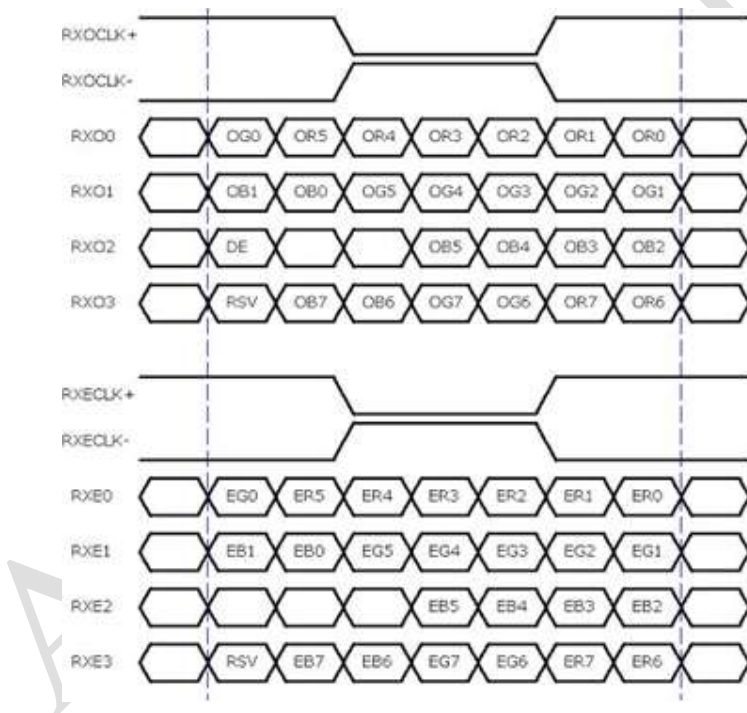 RXOCLK+
RXOCLK-
RXO0 OG0 OR5 OR4 OR3 OR2 OR1 OR0
RXO1 OB1 OB0 OG5 OG4 OG3 OG2 OG1
RXO2 DE OB5 OB4 OB3 OB2
RXO3 RSV OB7 OB6 OG7 OG6 OR7 OR6
RXECLK+
RXECLK-
RXE0 EG0 ER5 ER4 ER3 ER2 ER1 ER0
RXE1 EB1 EB0 EG5 EG4 EG3 EG2 EG1
RXE2 EB5 EB4 EB3 EB2
RXE3 RSV EB7 EB6 EG7 EG6 ER7 ER6